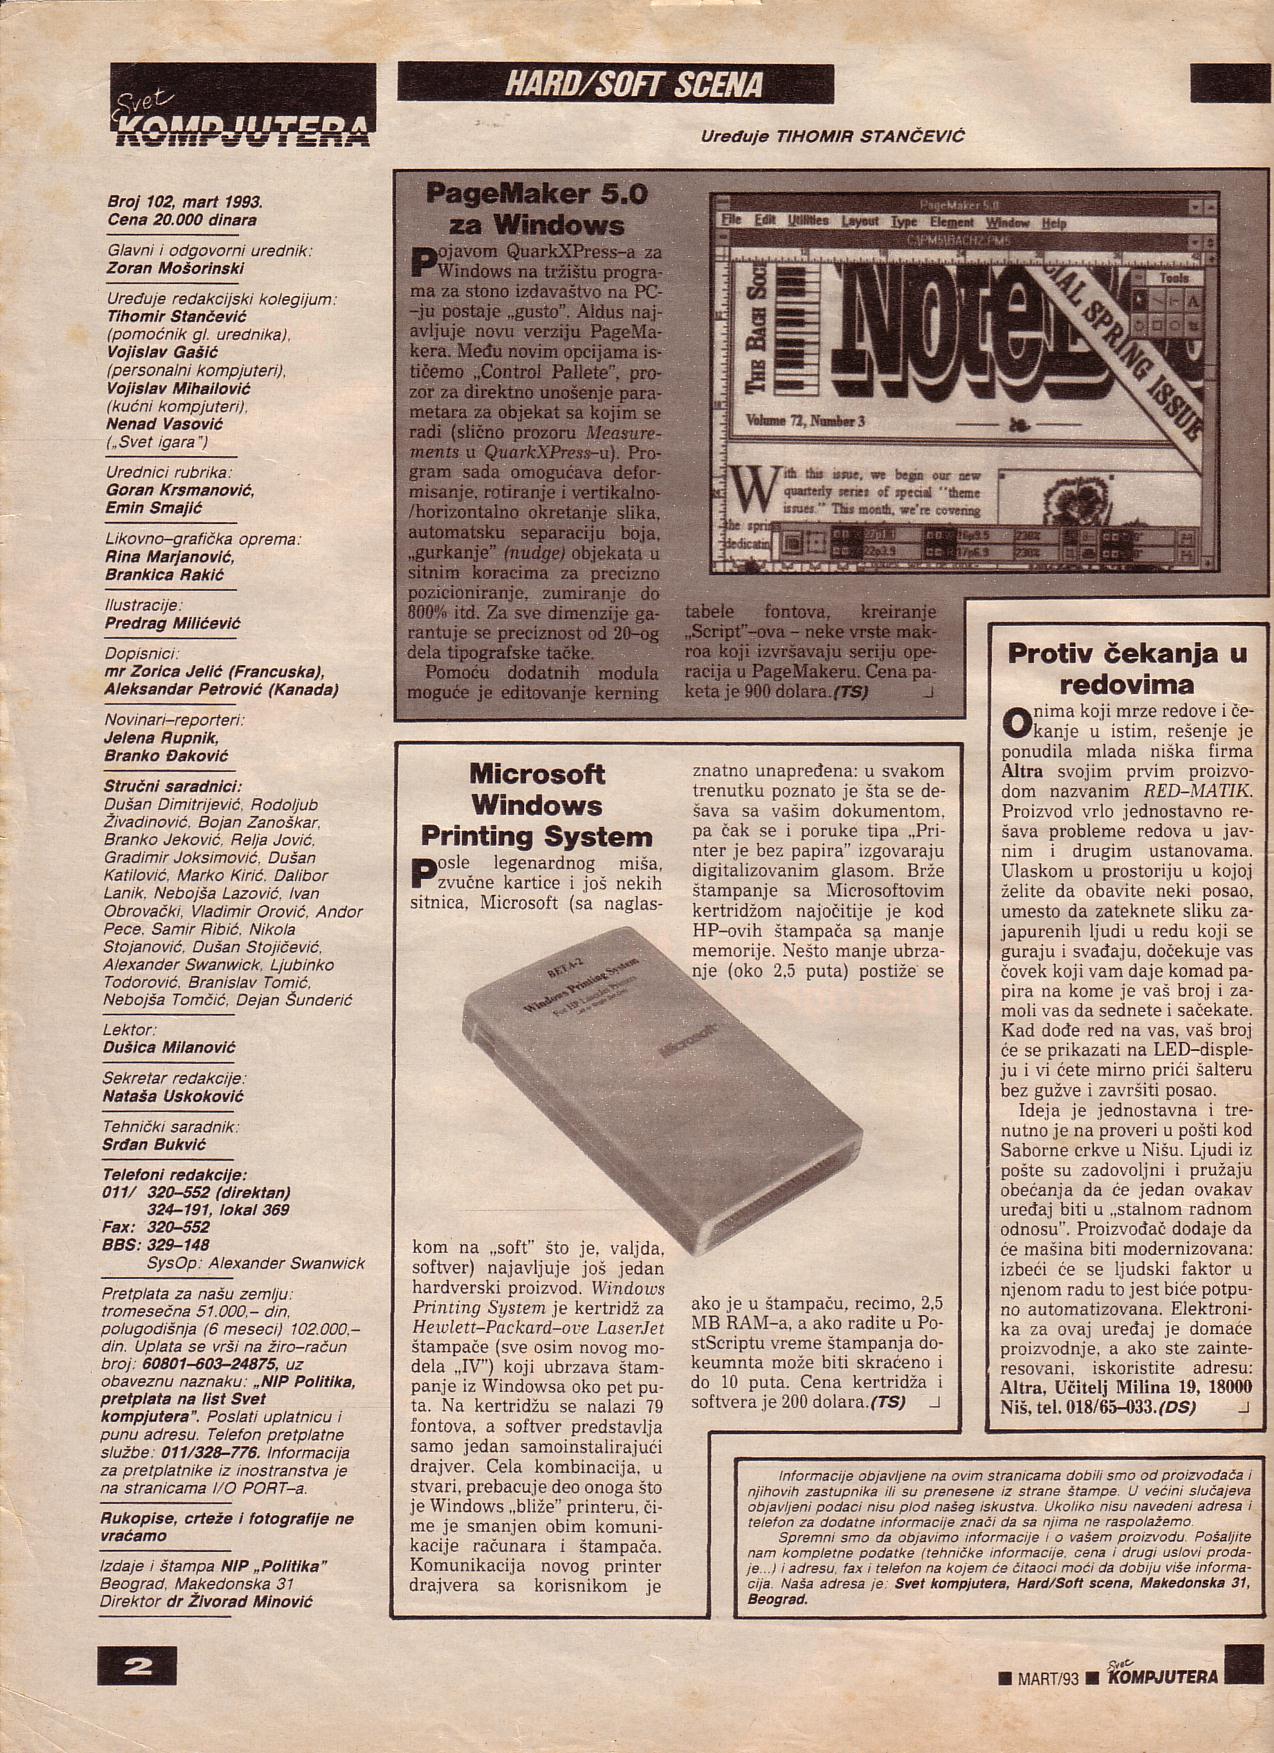 Svet
KOMPJUTERA
HARD/SOFT SCENA
Uređuje TIHOMIR STANČEVIĆ
Broj 102, mart 1993.
Cena 20.000 dinara
Glavni i odgovorni urednik:
Zoran Mošorinski
Uređuje redakcijski kolegijum:
Tihomir Stančević
(pomoćnik gl. urednika),
Vojislav Gašić
(personalni kompjuteri),
Vojislav Mihailović
(kućni kompjuteri),
Nenad Vasović
(„Svet igara")
Urednici rubrika:
Goran Krsmanović,
Emin Smajić
Likovno–grafička oprema:
Rina Marjanović,
Brankica Rakić
Ilustracije:
Predrag Milićević
Dopisnici:
mr Zorica Jelić (Francuska),
Aleksandar Petrović (Kanada)
Novinari–reporteri:
Jelena Rupnik,
Branko Đaković
Stručni saradnici:
Dušan Dimitrijević, Rodoljub
Živadinović, Bojan Zanoškar,
Branko Jeković, Relja Jović,
Gradimir Joksimović, Dušan
Katilović, Marko Kirić, Dalibor
Lanik, Nebojša Lazović, Ivan
Obrovački, Vladimir Orović, Andor
Pece, Samir Ribić, Nikola
Stojanović, Dušan Stojičević,
Alexander Swanwick, Ljubinko
Todorović, Branislav Tomić,
Nebojša Tomčić, Dejan Šunderić
Lektor:
Dušica Milanović
Sekretar redakcije:
Nataša Uskoković
Tehnički saradnik:
Srđan Bukvić
Telefoni redakcije:
011/ 320–552 (direktan)
324–191, lokal 369
Fax: 320–552
BBS: 329–148
SysOp: Alexander Swanwick
Pretplata za našu zemlju:
tromesečna 51.000,– din,
polugodišnja (6 meseci) 102.000,–
din. Uplata se vrši na žiro–račun
broj: 60801–603–24875, uz
obaveznu naznaku: „NIP Politika,
pretplata na list Svet
kompjutera". Poslati uplatnicu i
punu adresu. Telefon pretplatne
službe: 011/328–776. Informacija
za pretplatnike iz inostranstva je
na stranicama I/O PORT–a.
Rukopise, crteže i fotografije ne
vraćamo
Izdaje i štampa NIP „Politika"
Beograd, Makedonska 31
Direktor dr Živorad Minović
PageMaker 5.0
za Windows
Pojavom QuarkXPress–a za
Windows na tržištu progra-
ma za stono izdavaštvo na PC-
-ju postaje „gusto". Aldus naj-
avljuje novu verziju PageMa-
kera. Među novim opcijama is-
tičemo „Control Pallete", pro-
zor za direktno unošenje para-
metara za objekat sa kojim se
radi (slično prozoru Measure-
ments u QuarkXPress–u). Pro-
gram sada omogućava defor-
misanje, rotiranje i vertikalno-
/horizontalno okretanje slika,
automatsku separaciju boja,
„gurkanje" (nudge) objekata u
sitnim koracima za precizno
pozicioniranje, zumiranje do
800% itd. Za sve dimenzije ga-
rantuje se preciznost od 20–og
dela tipografske tačke.
Pomoću dodatnih modula
moguće je editovanje kerning
tabele fontova, kreiranje
„Script"–ova – neke vrste mak-
roa koji izvršavaju seriju ope-
racija u PageMakeru. Cena pa-
keta je 900 dolara.(TS)
PageMaker 5.0
File Edit Utilities Layout Type Element Window Help
C:\PM5\BACH2.PM5
Tools
THE BACH SOCI
Note
CIAL SPRING ISSUE
Volume 72, Number 3
With this issue, we begin our new
quarterly series of special "theme
issues." This month, we're covering
the spri
dedicatin
Microsoft
Windows
Printing System
Posle legenardnog miša,
zvučne kartice i još nekih
sitnica, Microsoft (sa naglas-
BETA-2
Windows Printing System
For HP LaserJet Printers
Microsoft
kom na „soft" što je, valjda,
softver) najavljuje još jedan
hardverski proizvod. Windows
Printing System je kertridž za
Hewlett–Packard–ove LaserJet
štampače (sve osim novog mo-
dela „IV") koji ubrzava štam-
panje iz Windowsa oko pet pu-
ta. Na kertridžu se nalazi 79
fontova, a softver predstavlja
samo jedan samoinstalirajući
drajver. Cela kombinacija, u
stvari, prebacuje deo onoga što
je Windows „bliže" printeru, či-
me je smanjen obim komuni-
kacije računara i štampača.
Komunikacija novog printer
drajvera sa korisnikom je
znatno unapređena: u svakom
trenutku poznato je šta se de-
šava sa vašim dokumentom,
pa čak se i poruke tipa „Pri-
nter je bez papira" izgovaraju
digitalizovanim glasom. Brže
štampanje sa Microsoftovim
kertridžom najočitije je kod
HP–ovih štampača sa manje
memorije. Nešto manje ubrza-
nje (oko 2,5 puta) postiže se
ako je u štampaču, recimo, 2,5
MB RAM–a, a ako radite u Po-
stScriptu vreme štampanja do-
keumnta može biti skraćeno i
do 10 puta. Cena kertridža i
softvera je 200 dolara.(TS)
Protiv čekanja u
redovima
Onima koji mrze redove i če-
kanje u istim, rešenje je
ponudila mlada niška firma
Altra svojim prvim proizvo-
dom nazvanim RED–MATIK.
Proizvod vrlo jednostavno re-
šava probleme redova u jav-
nim i drugim ustanovama.
Ulaskom u prostoriju u kojoj
želite da obavite neki posao,
umesto da zateknete sliku za-
japurenih ljudi u redu koji se
guraju i svađaju, dočekuje vas
čovek koji vam daje komad pa-
pira na kome je vaš broj i za-
moli vas da sednete i sačekate.
Kad dođe red na vas, vaš broj
će se prikazati na LED–disple-
ju i vi ćete mirno prići šalteru
bez gužve i završiti posao.
Ideja je jednostavna i tre-
nutno je na proveri u pošti kod
Saborne crkve u Nišu. Ljudi iz
pošte su zadovoljni i pružaju
obećanja da će jedan ovakav
uređaj biti u „stalnom radnom
odnosu". Proizvođač dodaje da
će mašina biti modernizovana:
izbeći će se ljudski faktor u
njenom radu to jest biće potpu-
no automatizovana. Elektroni-
ka za ovaj uređaj je domaće
proizvodnje, a ako ste zainte-
resovani, iskoristite adresu:
Altra, Učitelj Milina 19, 18000
Niš, tel. 018/65–033.(DS)
Informacije objavljene na ovim stranicama dobili smo od proizvođača i
njihovih zastupnika ili su prenesene iz strane štampe. U većini slučajeva
objavljeni podaci nisu plod našeg iskustva. Ukoliko nisu navedeni adresa i
telefon za dodatne informacije znači da sa njima ne raspolažemo.
Spremni smo da objavimo informacije i o vašem proizvodu. Pošaljite
nam kompletne podatke (tehničke informacije, cena i drugi uslovi proda-
je...) i adresu, fax i telefon na kojem će čitaoci moći da dobiju više informa-
cija. Naša adresa je: Svet kompjutera, Hard/Soft scena, Makedonska 31,
Beograd.
2
MART/93 Svet KOMPJUTERA